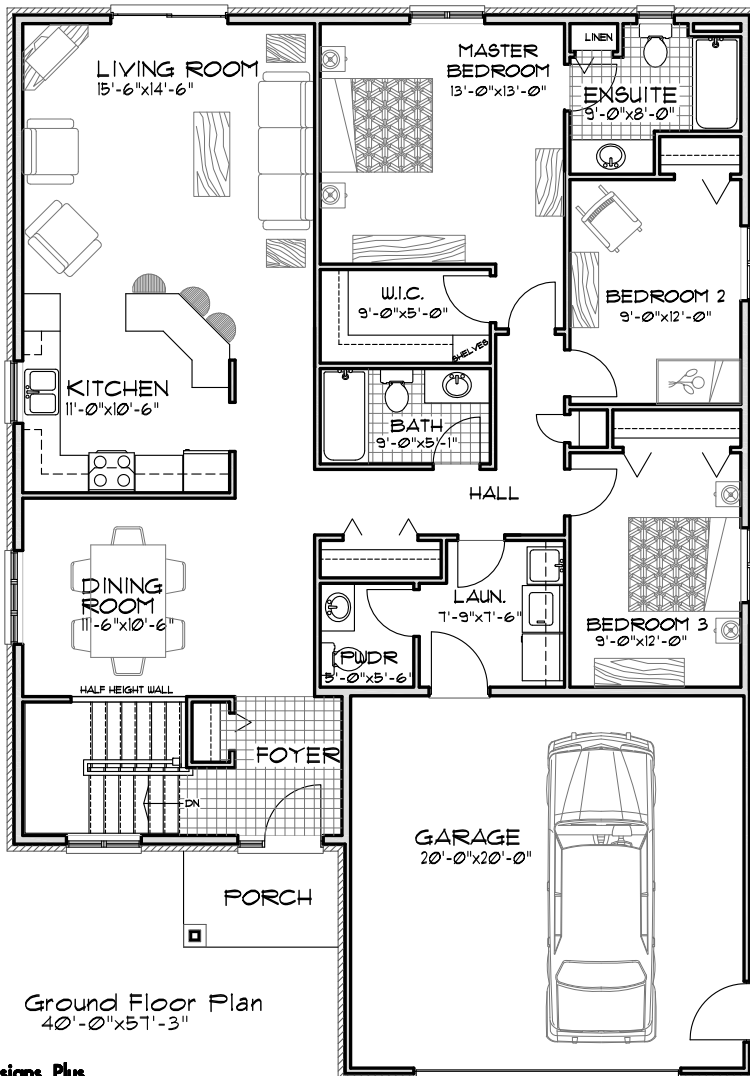 LIVING ROOM
15'-6"x14'-6"
MASTER
BEDROOM
13'-0"x13'-0"
LINEN
ENSUITE
9'-0"x8'-0"
W.I.C.
9'-0"x5'-0"
SHELVES
BEDROOM 2
9'-0"x12'-0"
KITCHEN
11'-0"x10'-6"
BATH
9'-0"x5'-1"
HALL
DINING
ROOM
11'-6"x10'-6"
LAUN.
7'-9"x7'-6"
BEDROOM 3
9'-0"x12'-0"
PWDR
5'-0"x5'-6"
HALF HEIGHT WALL
FOYER
DN
GARAGE
20'-0"x20'-0"
PORCH
Ground Floor Plan
40'-0"x57'-3"
signs Plus